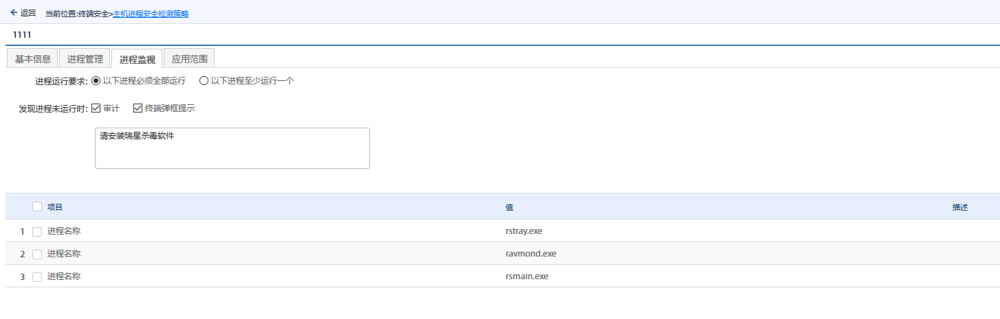 返回 当前位置:终端安全>主机进程安全检测策略
1111
基本信息 进程管理 进程监视 应用范围
进程运行要求: 以下进程必须全部运行 以下进程至少运行一个
发现进程未运行时: 审计 终端弹框提示
请安装瑞星杀毒软件
项目 值 描述
1 进程名称 rstray.exe
2 进程名称 ravmond.exe
3 进程名称 rsmain.exe